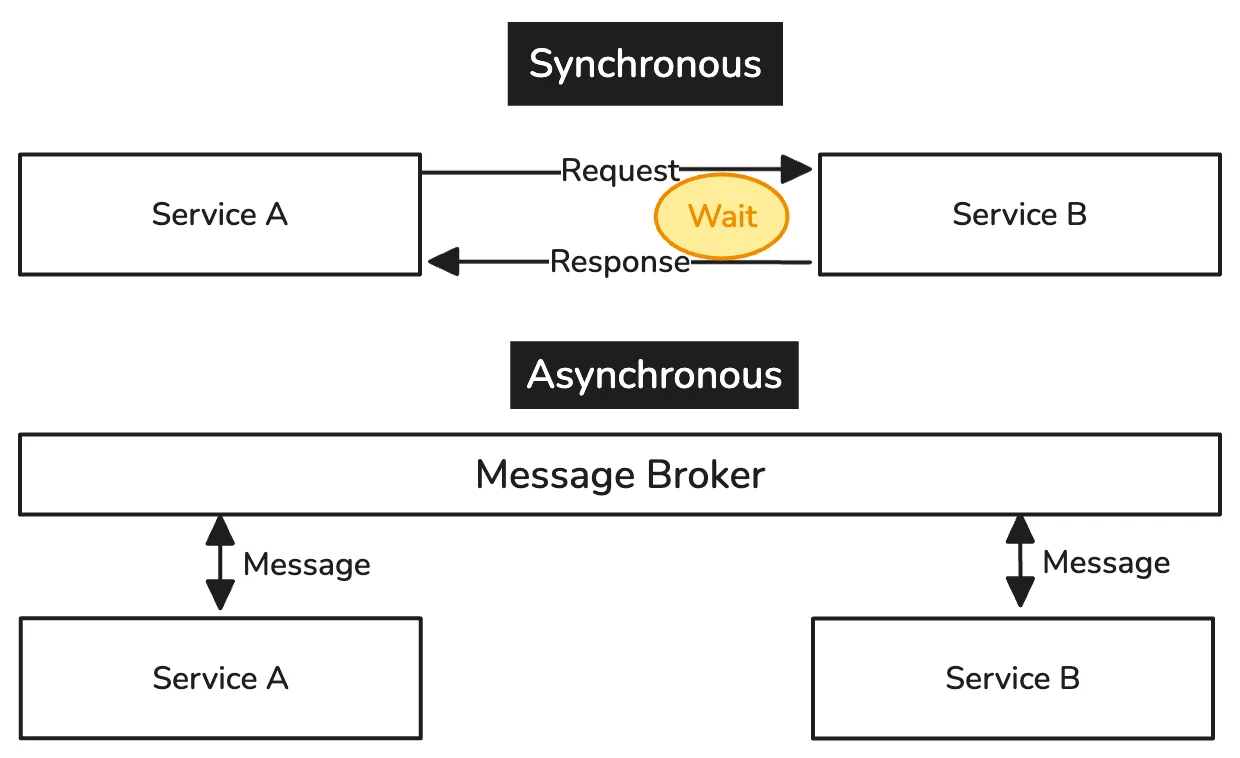 Synchronous
Service A
Request
Wait
Response
Service B
Asynchronous
Message Broker
Message
Message
Service A
Service B